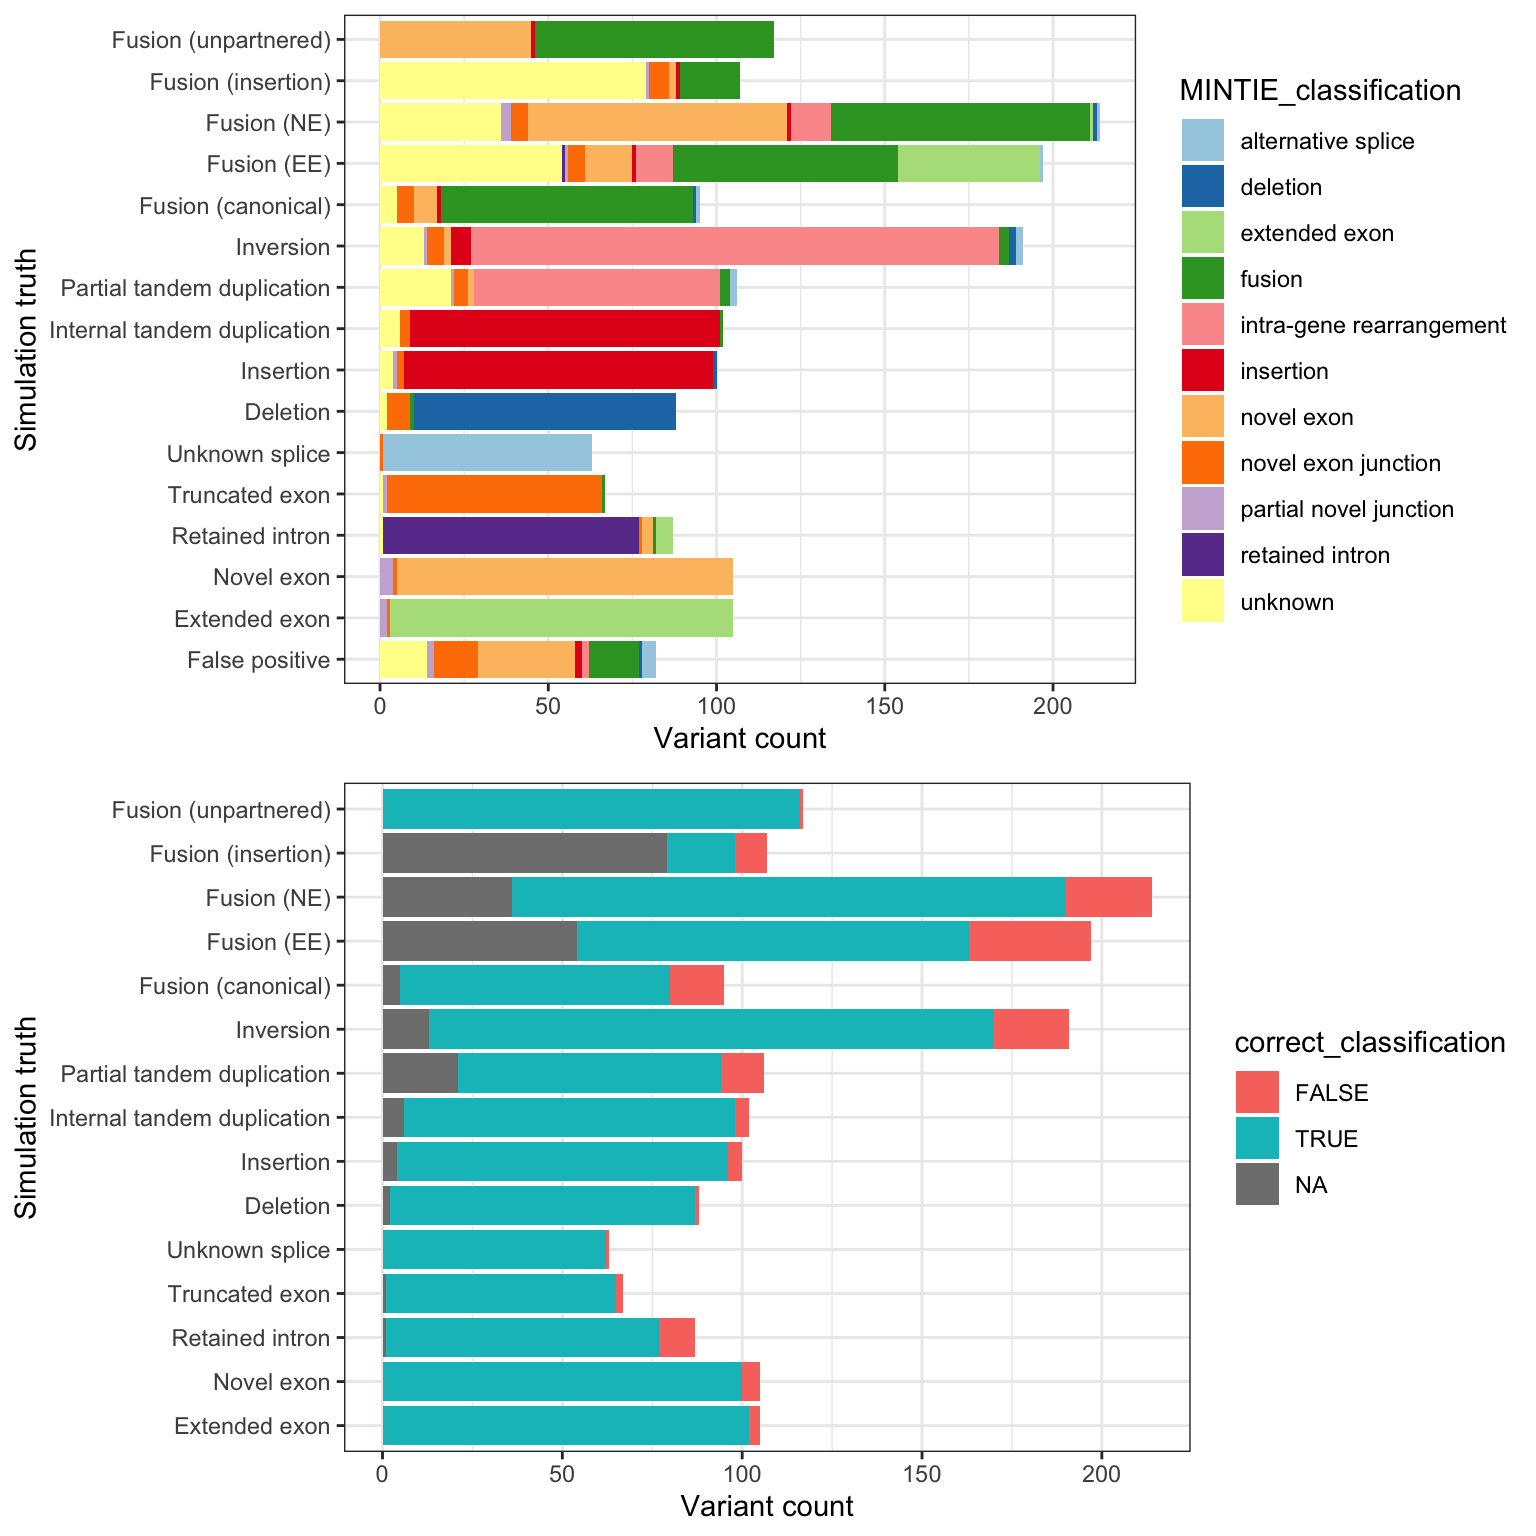 Simulation truth
Fusion (unpartnered)
Fusion (insertion)
Fusion (NE)
Fusion (EE)
Fusion (canonical)
Inversion
Partial tandem duplication
Internal tandem duplication
Insertion
Deletion
Unknown splice
Truncated exon
Retained intron
Novel exon
Extended exon
False positive
0 50 100 150 200
Variant count
MINTIE_classification
alternative splice
deletion
extended exon
fusion
intra-gene rearrangement
insertion
novel exon
novel exon junction
partial novel junction
retained intron
unknown
Simulation truth
Fusion (unpartnered)
Fusion (insertion)
Fusion (NE)
Fusion (EE)
Fusion (canonical)
Inversion
Partial tandem duplication
Internal tandem duplication
Insertion
Deletion
Unknown splice
Truncated exon
Retained intron
Novel exon
Extended exon
0 50 100 150 200
Variant count
correct_classification
FALSE
TRUE
NA